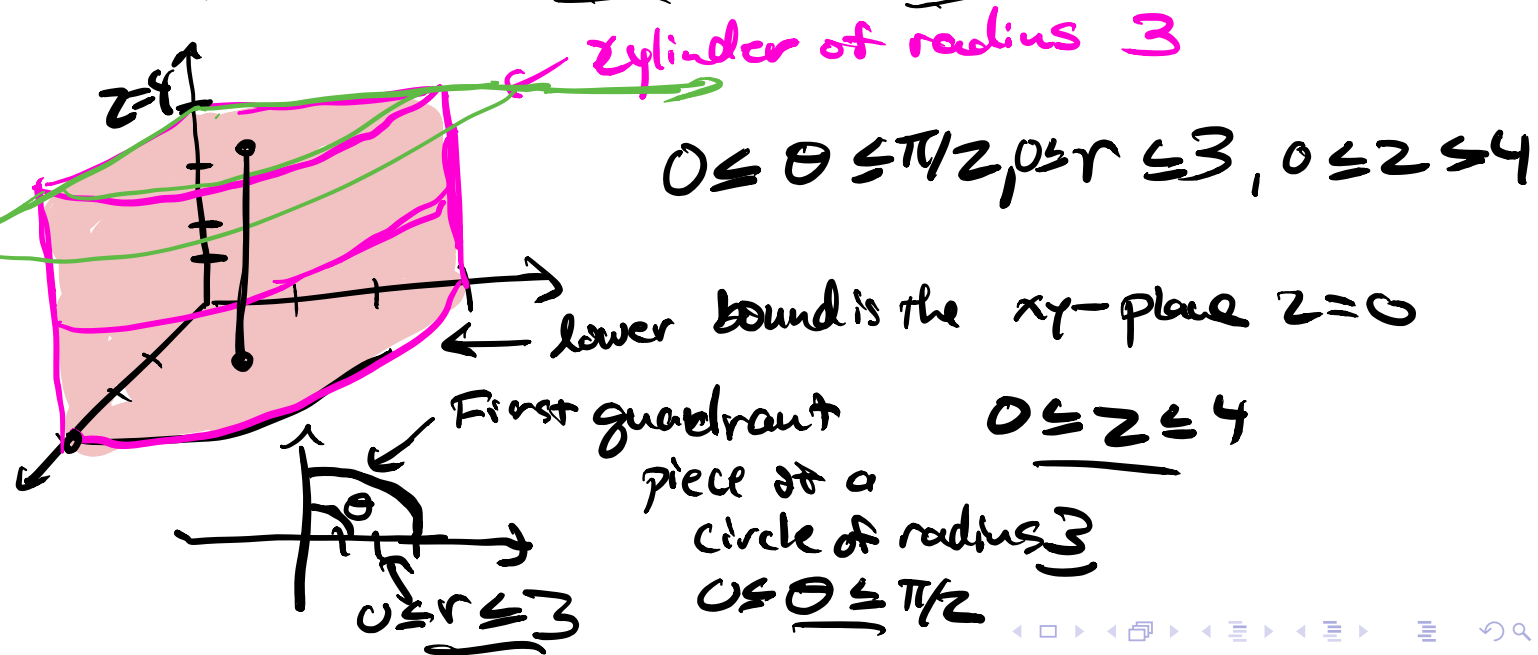 xylinder of radius 3
z=4
0 ≤ θ ≤ π/2, 0 ≤ r ≤ 3, 0 ≤ z ≤ 4
lower bound is the xy-plane z=0
First quadrant
piece of a
circle of radius 3
0 ≤ θ ≤ π/2
0 ≤ z ≤ 4
θ
0 ≤ r ≤ 3